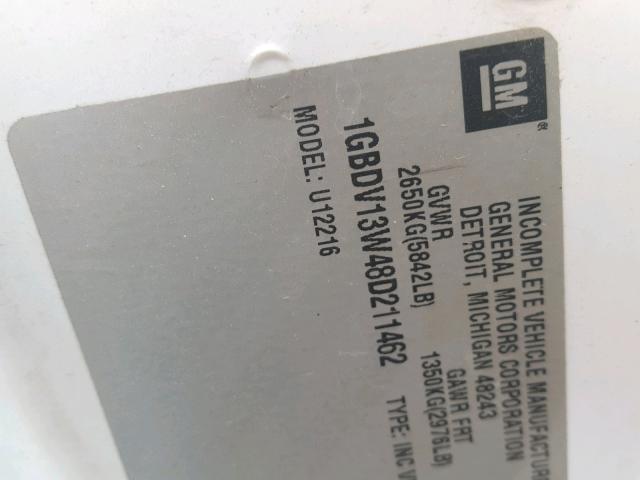 GM®
INCOMPLETE VEHICLE MANUFACTURE
GENERAL MOTORS CORPORATION
DETROIT, MICHIGAN 48243
GVWR GAWR FRT
2650KG(5842LB) 1350KG(2976LB)
1GBDV13W48D211462 TYPE: INC V
MODEL: U12216